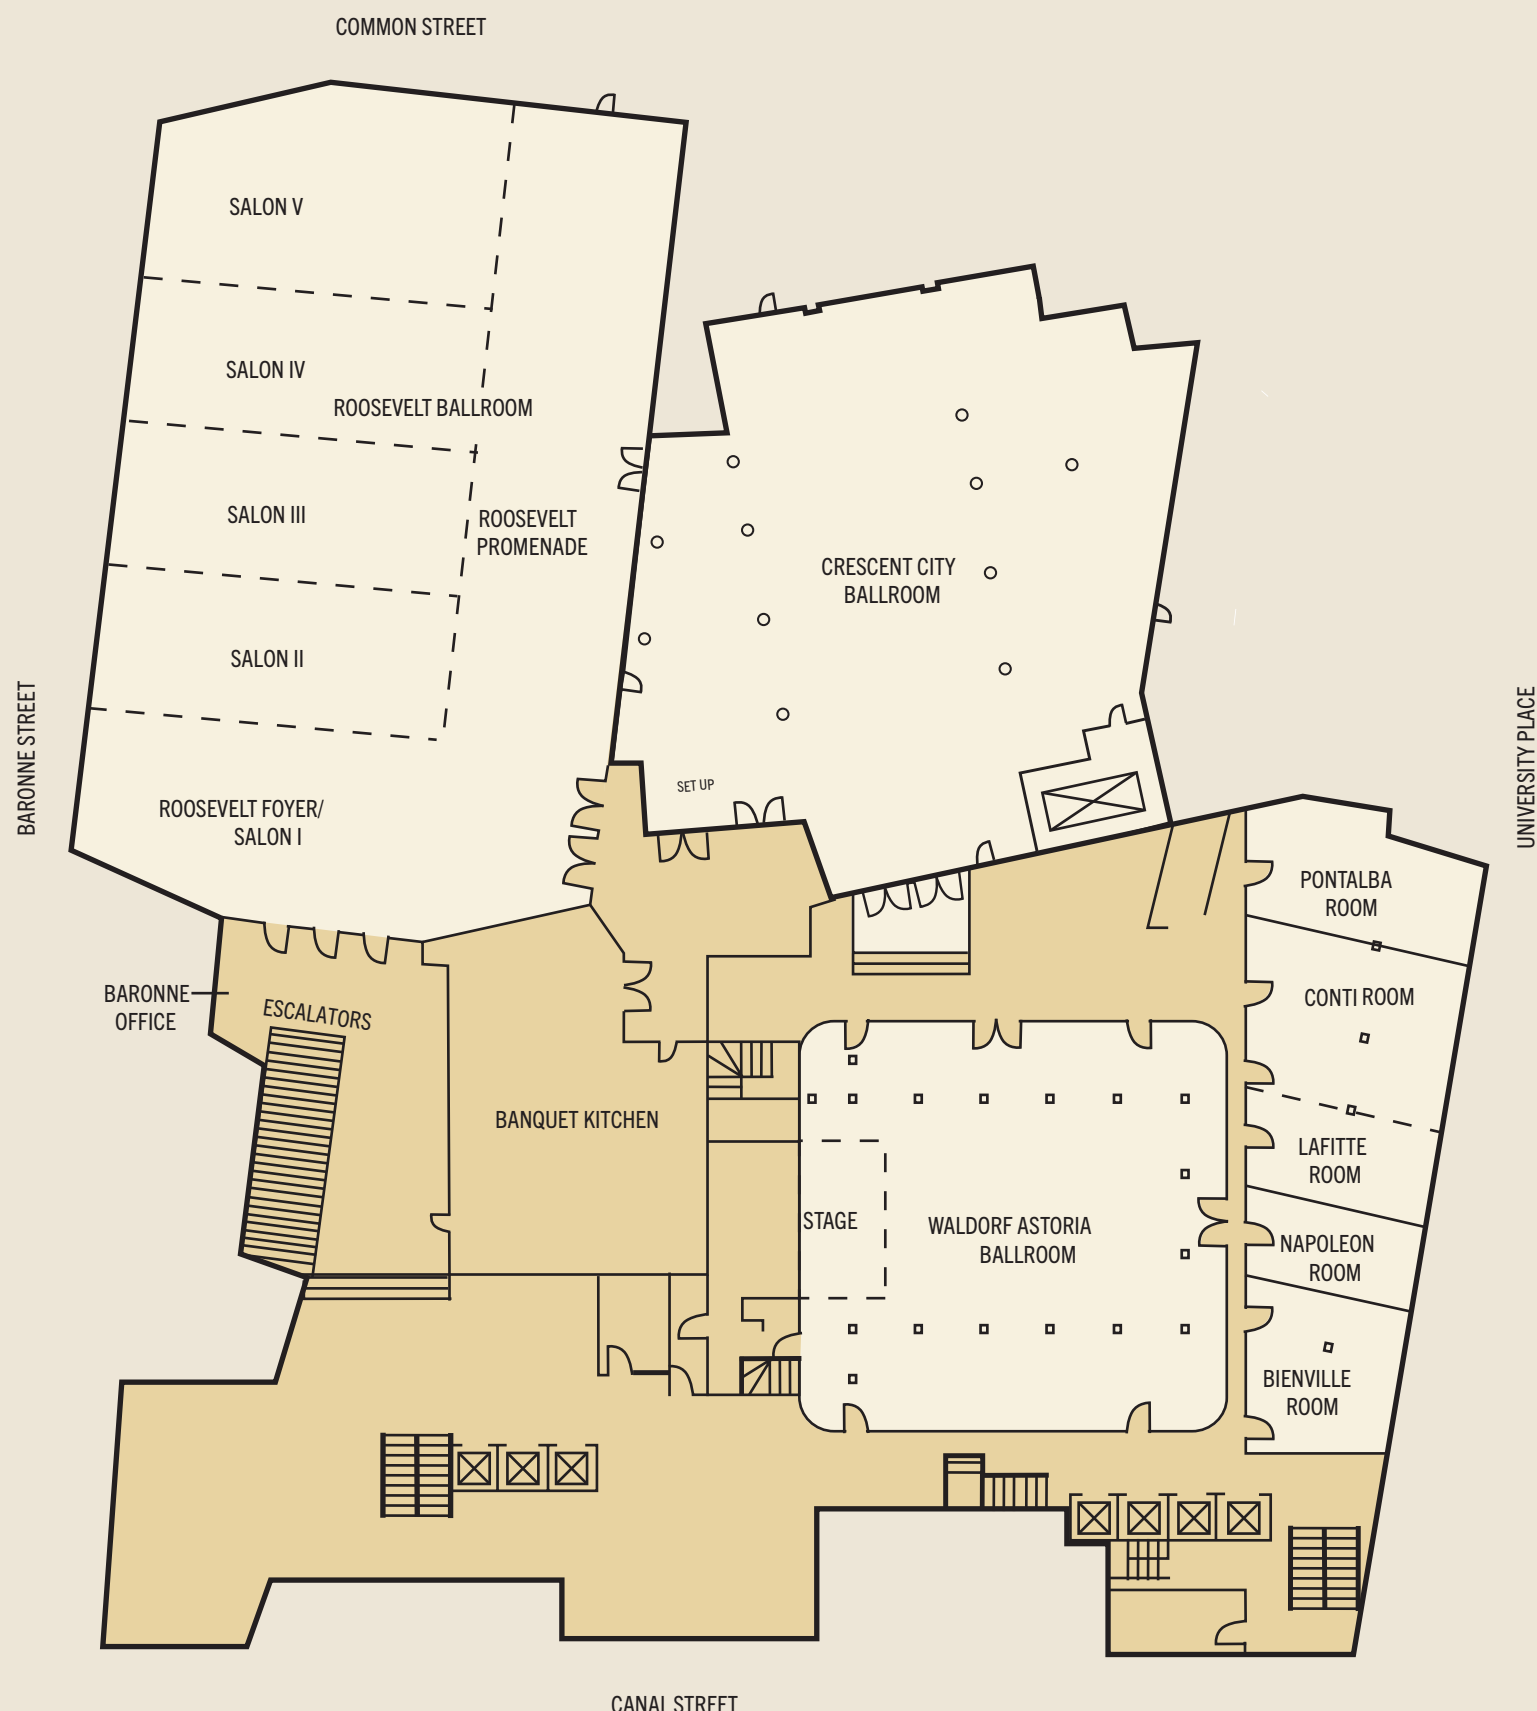 COMMON STREET
SALON V
SALON IV
ROOSEVELT BALLROOM
SALON III
ROOSEVELT
PROMENADE
CRESCENT CITY
BALLROOM
SALON II
BARONNE STREET
UNIVERSITY PLACE
SET UP
ROOSEVELT FOYER/
SALON I
PONTALBA
ROOM
BARONNE
OFFICE
ESCALATORS
CONTI ROOM
BANQUET KITCHEN
LAFITTE
ROOM
STAGE
WALDORF ASTORIA
BALLROOM
NAPOLEON
ROOM
BIENVILLE
ROOM
CANAL STREET